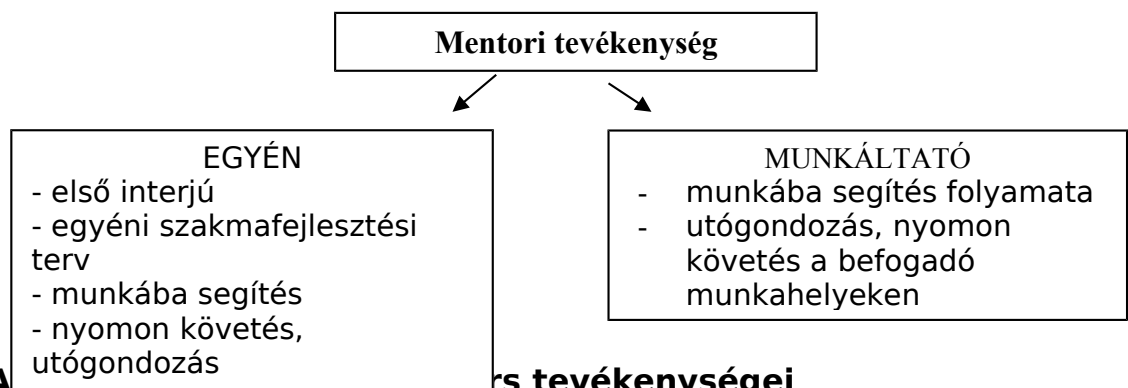 Mentori tevékenység
EGYÉN
- első interjú
- egyéni szakmafejlesztési
terv
- munkába segítés
- nyomon követés,
utógondozás
MUNKÁLTATÓ
- munkába segítés folyamata
- utógondozás, nyomon
követés a befogadó
munkahelyeken
tevékenységei